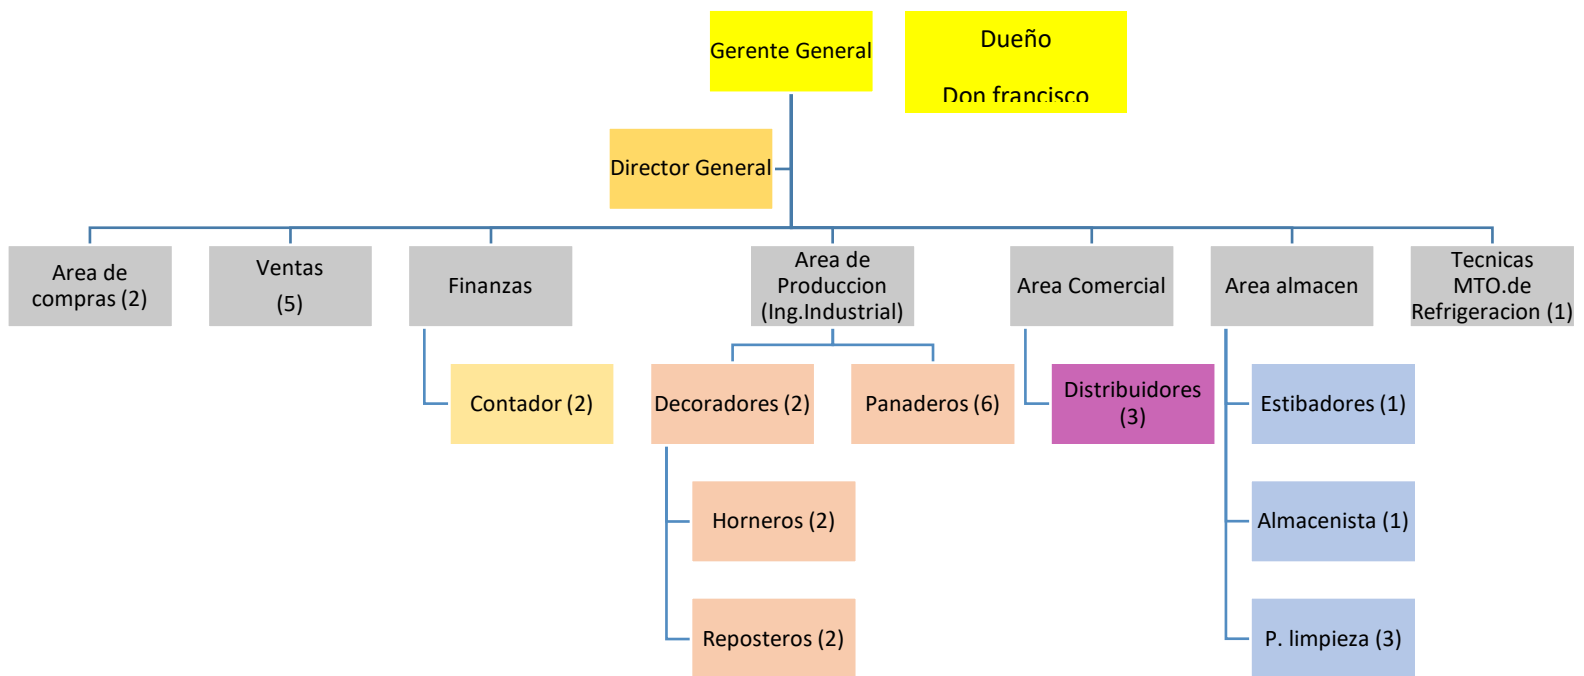 Gerente General
Dueño
Don francisco
Director General
Area de
compras (2)
Ventas
(5)
Finanzas
Area de
Produccion
(Ing.Industrial)
Area Comercial
Area almacen
Tecnicas
MTO.de
Refrigeracion (1)
Contador (2)
Decoradores (2)
Panaderos (6)
Distribuidores
(3)
Estibadores (1)
Horneros (2)
Almacenista (1)
Reposteros (2)
P. limpieza (3)